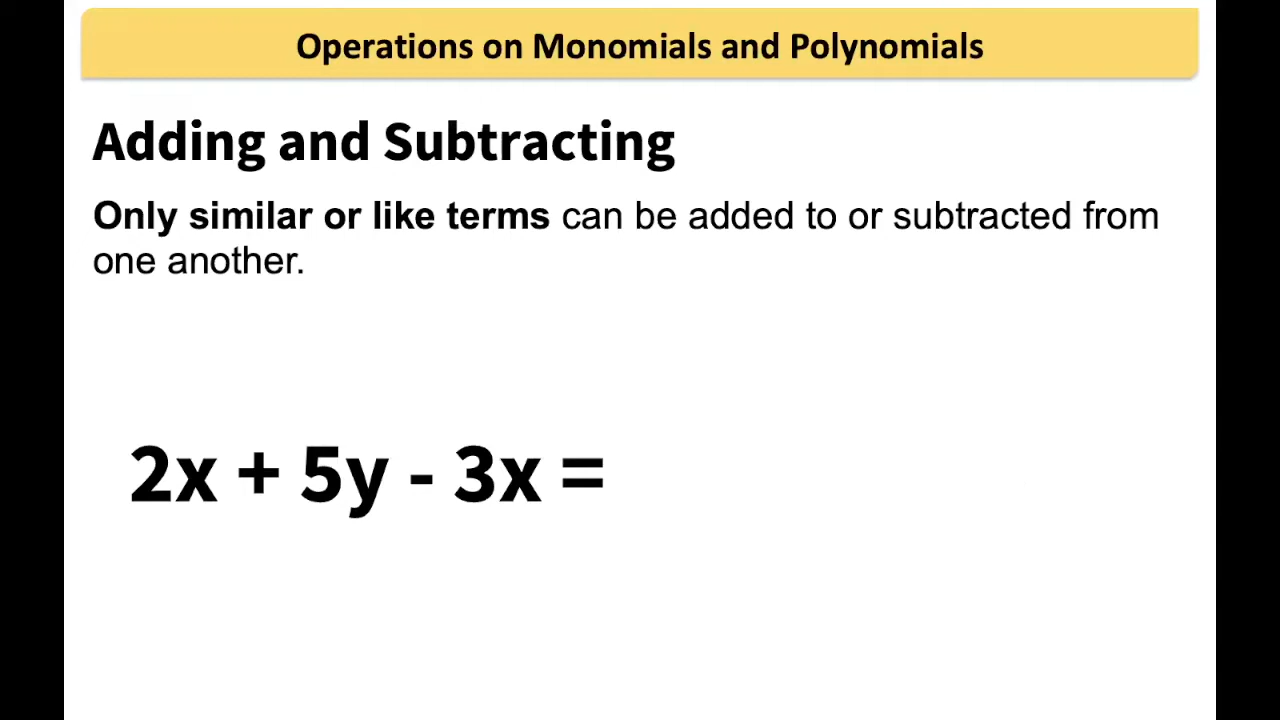 Operations on Monomials and Polynomials
Adding and Subtracting
Only similar or like terms can be added to or subtracted from
one another.
2x + 5y - 3x =